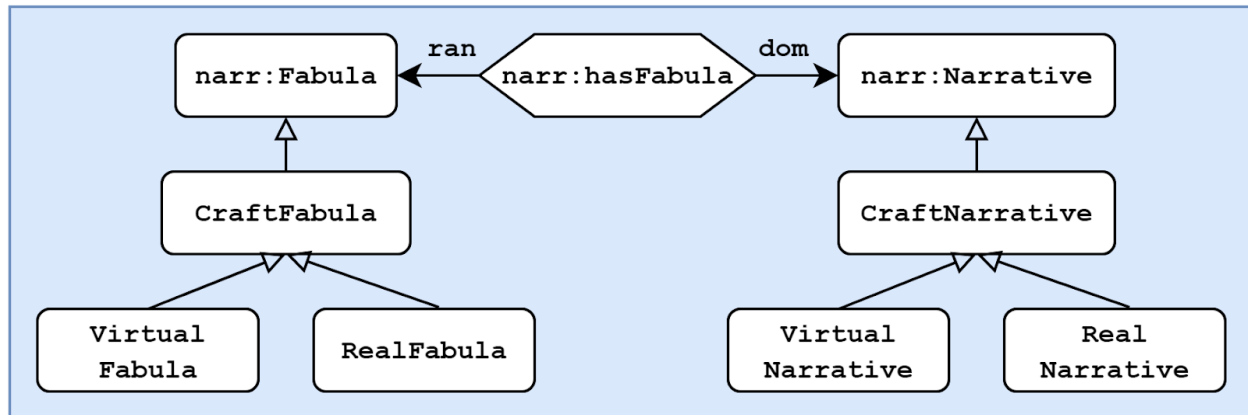 ran
dom
narr:Fabula
narr:hasFabula
narr:Narrative
CraftFabula
CraftNarrative
Virtual
Fabula
RealFabula
Virtual
Narrative
Real
Narrative